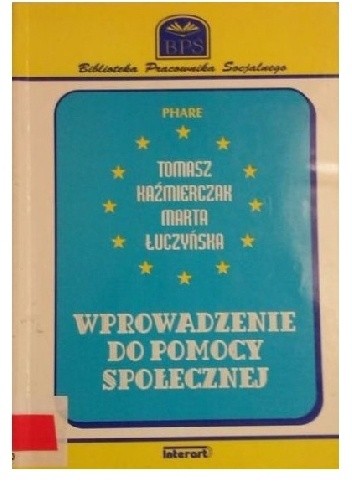 BPS
Biblioteka Pracownika Socjalnego
PHARE
TOMASZ
KAŹMIERCZAK
MARTA
ŁUCZYŃSKA
WPROWADZENIE
DO POMOCY
SPOŁECZNEJ
interart